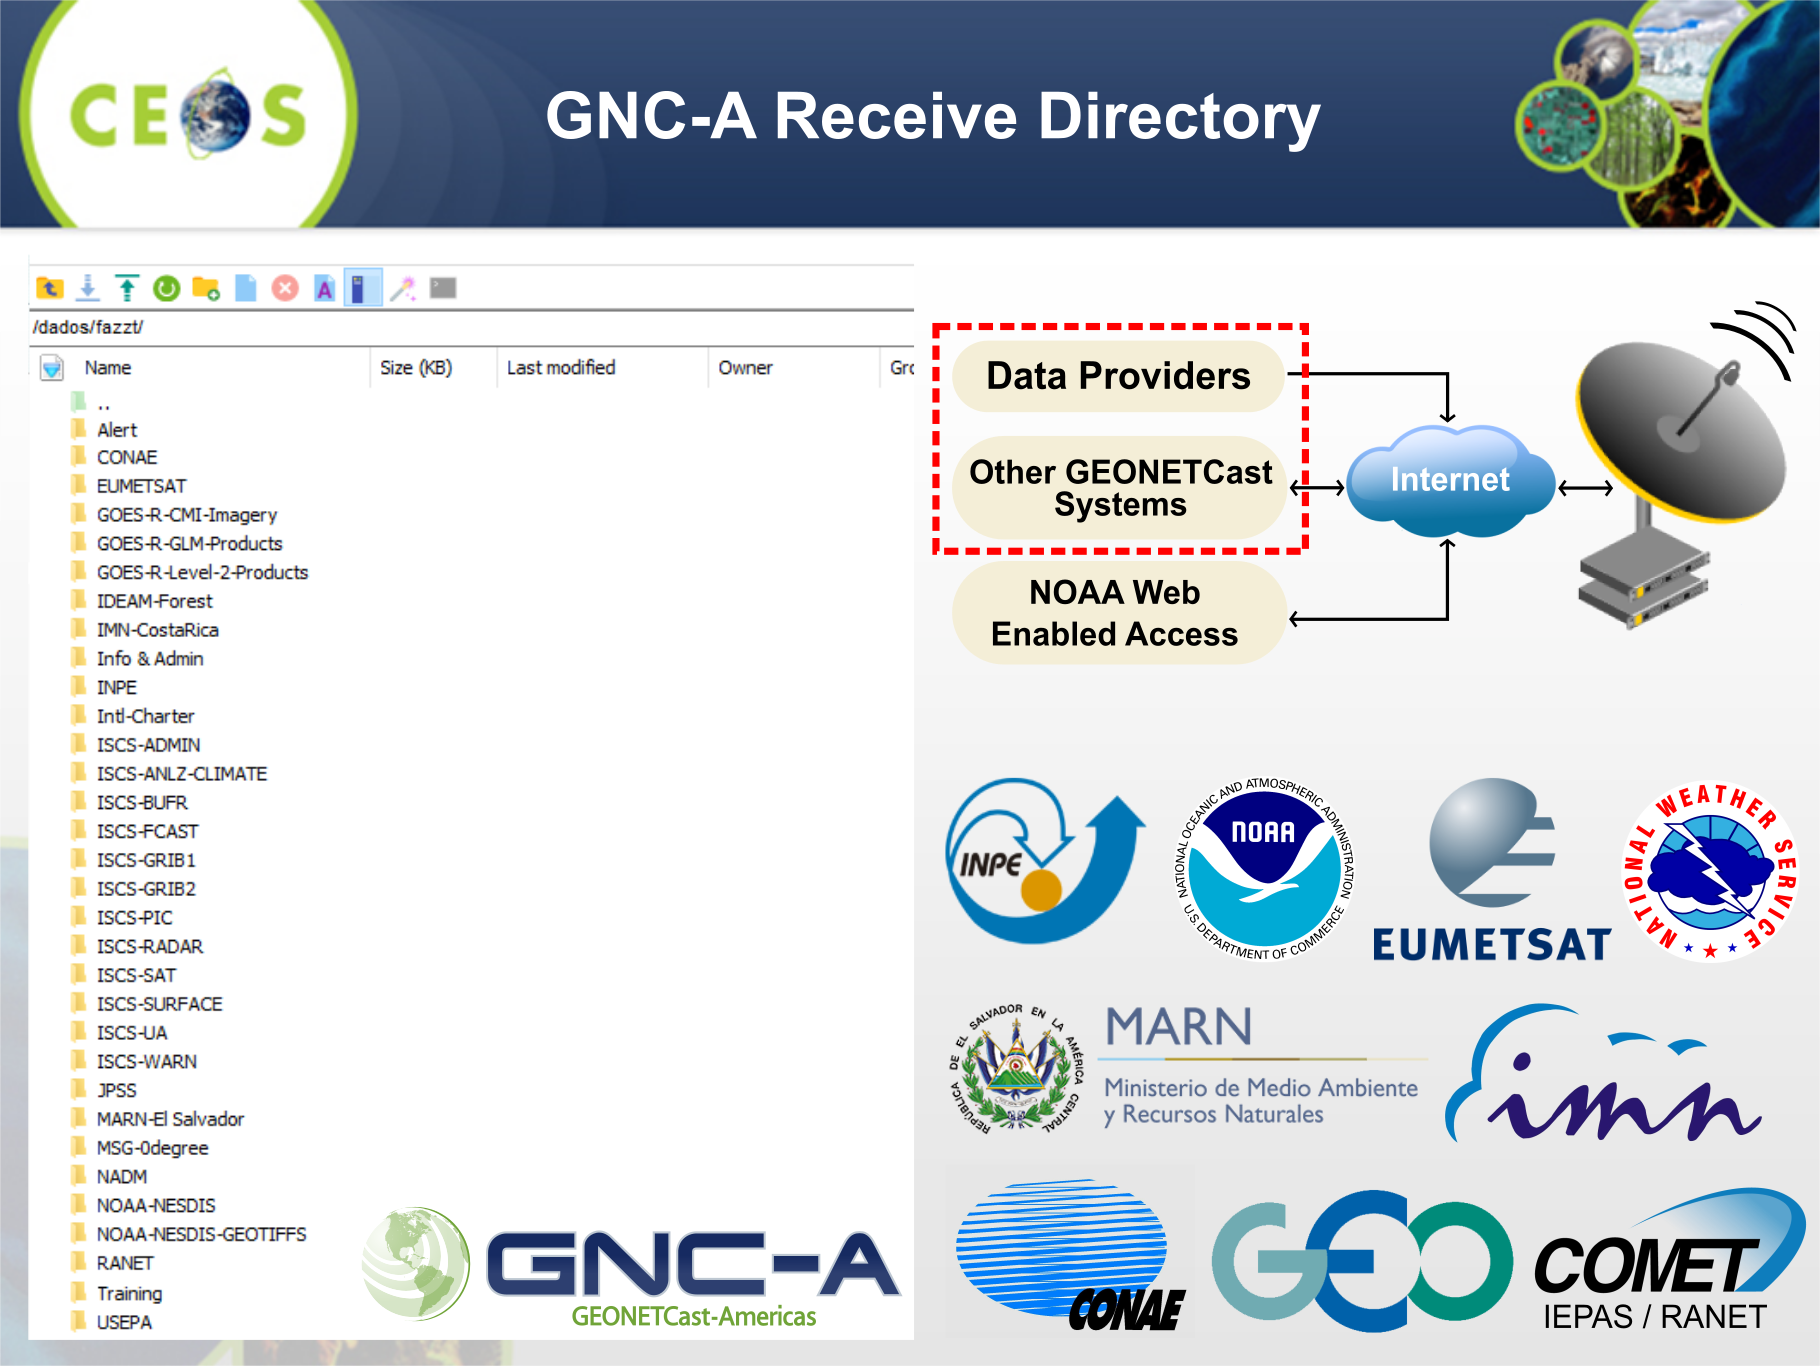 CEOS
GNC-A Receive Directory
/dados/fazzt/
Name Size (KB) Last modified Owner Grc
..
Alert
CONAE
EUMETSAT
GOES-R-CMI-Imagery
GOES-R-GLM-Products
GOES-R-Level-2-Products
IDEAM-Forest
IMN-CostaRica
Info & Admin
INPE
Intl-Charter
ISCS-ADMIN
ISCS-ANLZ-CLIMATE
ISCS-BUFR
ISCS-FCAST
ISCS-GRIB1
ISCS-GRIB2
ISCS-PIC
ISCS-RADAR
ISCS-SAT
ISCS-SURFACE
ISCS-UA
ISCS-WARN
JPSS
MARN-El Salvador
MSG-0degree
NADM
NOAA-NESDIS
NOAA-NESDIS-GEOTIFFS
RANET
Training
USEPA
GNC-A
GEONETCast-Americas
Data Providers
Other GEONETCast
Systems
NOAA Web
Enabled Access
Internet
INPE
NATIONAL OCEANIC AND ATMOSPHERIC ADMINISTRATION
NOAA
U.S. DEPARTMENT OF COMMERCE
EUMETSAT
NATIONAL WEATHER SERVICE
REPÚBLICA DE EL SALVADOR EN LA AMÉRICA CENTRAL
MARN
Ministerio de Medio Ambiente
y Recursos Naturales
imn
CONAE
GEO
COMET
IEPAS / RANET